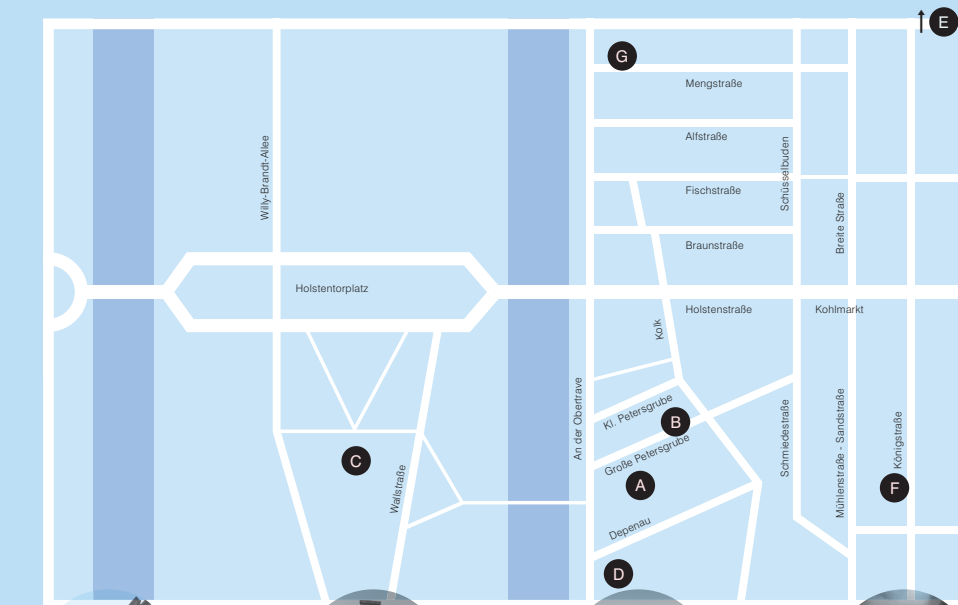 E
G
Mengstraße
Alfstraße
Willy-Brandt-Allee
Schüsselbuden
Fischstraße
Breite Straße
Braunstraße
Holstentorplatz
Holstenstraße
Kohlmarkt
Kolk
An der Obertrave
Kl. Petersgrube
B
Große Petersgrube
Schmiedestraße
Mühlenstraße - Sandstraße
Königstraße
C
Wallstraße
A
F
Depenau
D